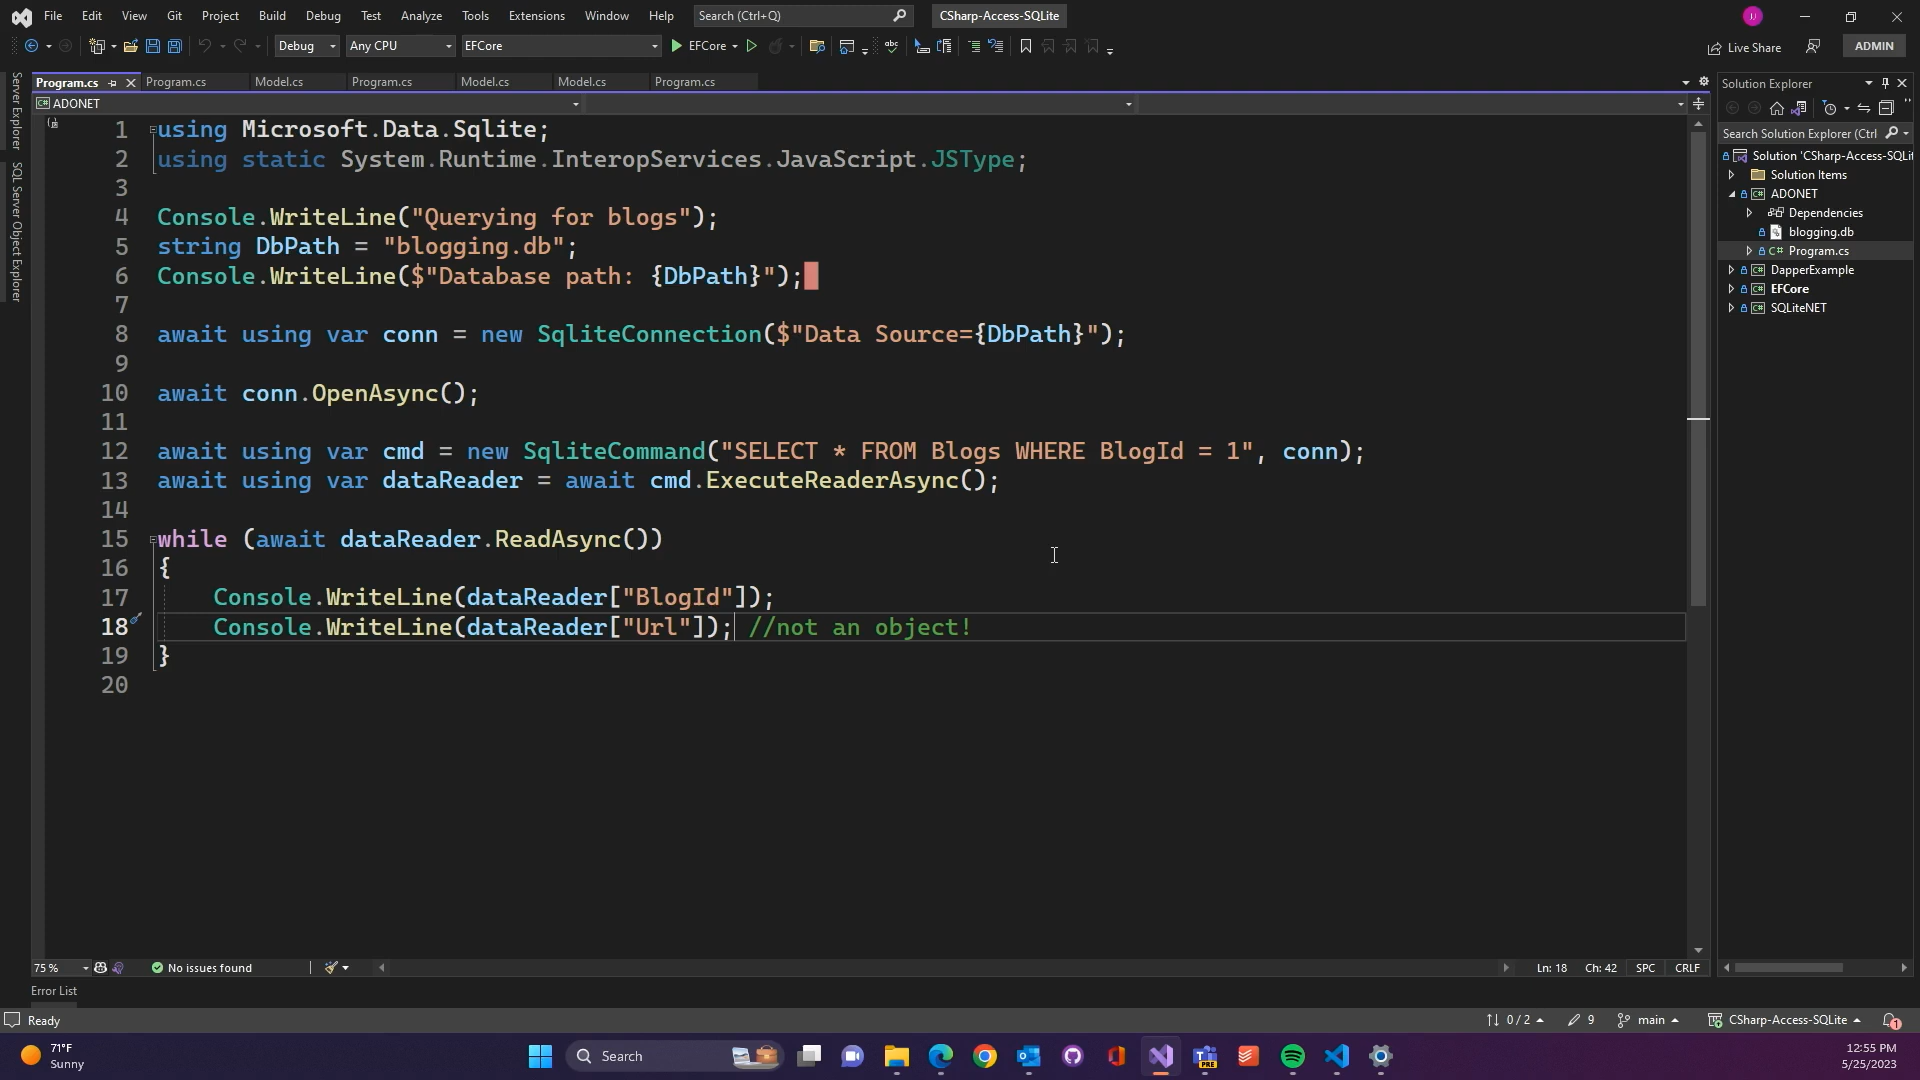 File Edit View Git Project Build Debug Test Analyze Tools Extensions Window Help Search (Ctrl+Q) CSharp-Access-SQLite JJ
Debug Any CPU EFCore EFCore Live Share ADMIN
Program.cs Program.cs Model.cs Program.cs Model.cs Model.cs Program.cs
ADONET
Server Explorer
SQL Server Object Explorer
1 using Microsoft.Data.Sqlite;
2 using static System.Runtime.InteropServices.JavaScript.JSType;
3
4 Console.WriteLine("Querying for blogs");
5 string DbPath = "blogging.db";
6 Console.WriteLine($"Database path: {DbPath}");
7
8 await using var conn = new SqliteConnection($"Data Source={DbPath}");
9
10 await conn.OpenAsync();
11
12 await using var cmd = new SqliteCommand("SELECT * FROM Blogs WHERE BlogId = 1", conn);
13 await using var dataReader = await cmd.ExecuteReaderAsync();
14
15 while (await dataReader.ReadAsync())
16 {
17 Console.WriteLine(dataReader["BlogId"]);
18 Console.WriteLine(dataReader["Url"]); //not an object!
19 }
20
Solution Explorer
Search Solution Explorer (Ctrl
Solution 'CSharp-Access-SQLit
Solution Items
C# ADONET
Dependencies
blogging.db
C# Program.cs
C# DapperExample
C# EFCore
C# SQLiteNET
75 % No issues found Ln: 18 Ch: 42 SPC CRLF
Error List
Ready 0 / 2 9 main CSharp-Access-SQLite 1
71°F
Sunny
Search
PRE
12:55 PM
5/25/2023